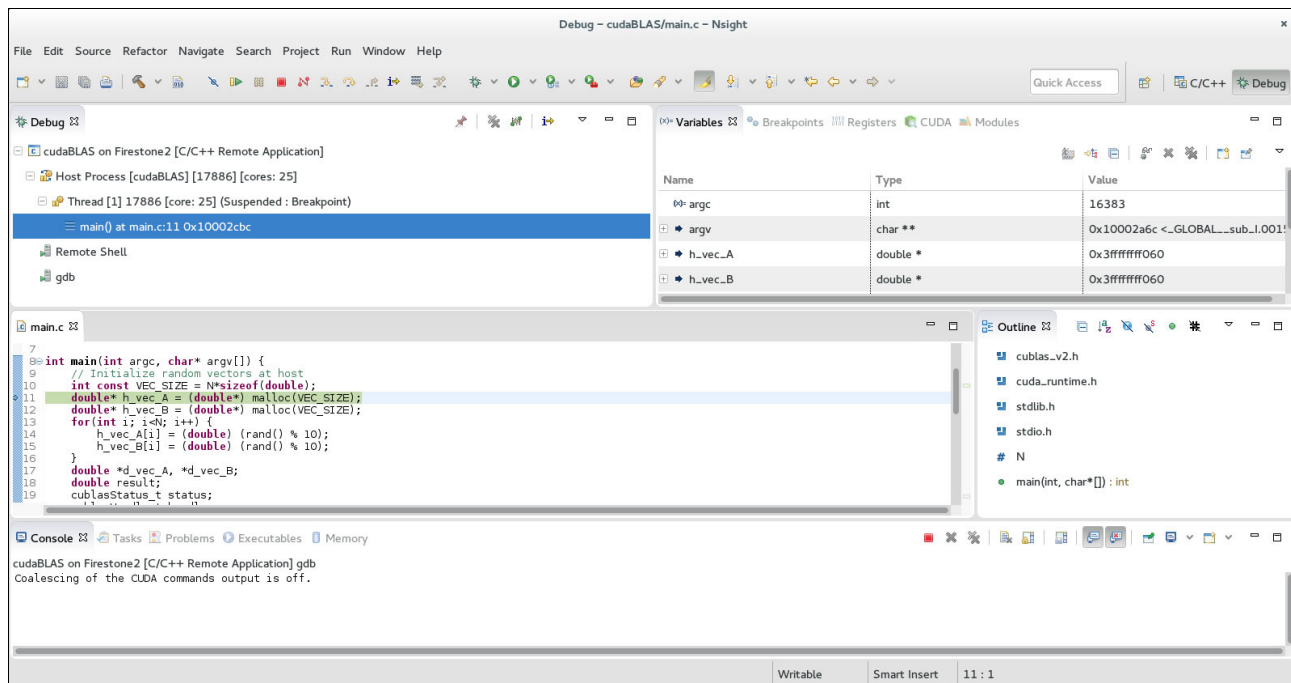 Debug – cudaBLAS/main.c – Nsight
File Edit Source Refactor Navigate Search Project Run Window Help
Quick Access
C/C++
Debug
Debug
cudaBLAS on Firestone2 [C/C++ Remote Application]
Host Process [cudaBLAS] [17886] [cores: 25]
Thread [1] 17886 [core: 25] (Suspended : Breakpoint)
main() at main.c:11 0x10002cbc
Remote Shell
gdb
(x)= Variables Breakpoints Registers CUDA Modules
Name Type Value
(x)= argc int 16383
argv char ** 0x10002a6c <_GLOBAL__sub_I.001
h_vec_A double * 0x3ffffffff060
h_vec_B double * 0x3ffffffff060
main.c
7
8 int main(int argc, char* argv[]) {
9 // Initialize random vectors at host
10 int const VEC_SIZE = N*sizeof(double);
11 double* h_vec_A = (double*) malloc(VEC_SIZE);
12 double* h_vec_B = (double*) malloc(VEC_SIZE);
13 for(int i; i<N; i++) {
14 h_vec_A[i] = (double) (rand() % 10);
15 h_vec_B[i] = (double) (rand() % 10);
16 }
17 double *d_vec_A, *d_vec_B;
18 double result;
19 cublasStatus_t status;
Outline
cublas_v2.h
cuda_runtime.h
stdlib.h
stdio.h
# N
main(int, char*[]) : int
Console Tasks Problems Executables Memory
cudaBLAS on Firestone2 [C/C++ Remote Application] gdb
Coalescing of the CUDA commands output is off.
Writable Smart Insert 11 : 1